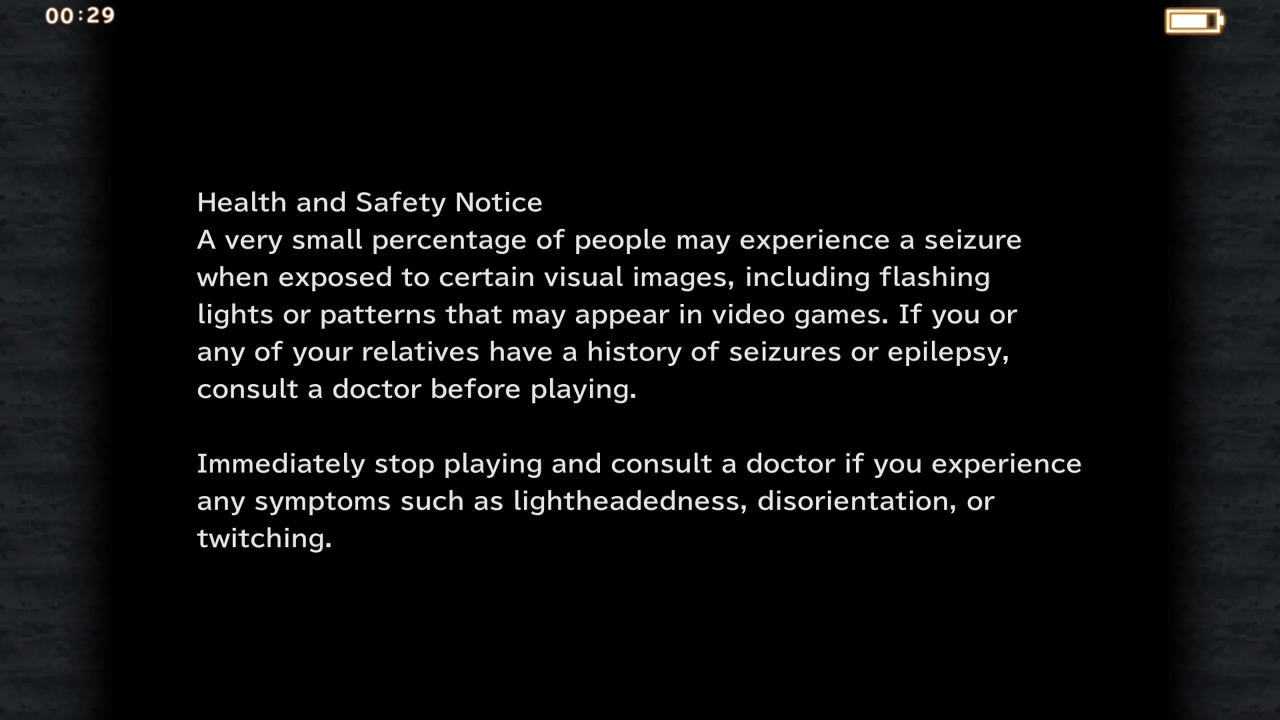 00:29
Health and Safety Notice
A very small percentage of people may experience a seizure
when exposed to certain visual images, including flashing
lights or patterns that may appear in video games. If you or
any of your relatives have a history of seizures or epilepsy,
consult a doctor before playing.
Immediately stop playing and consult a doctor if you experience
any symptoms such as lightheadedness, disorientation, or
twitching.